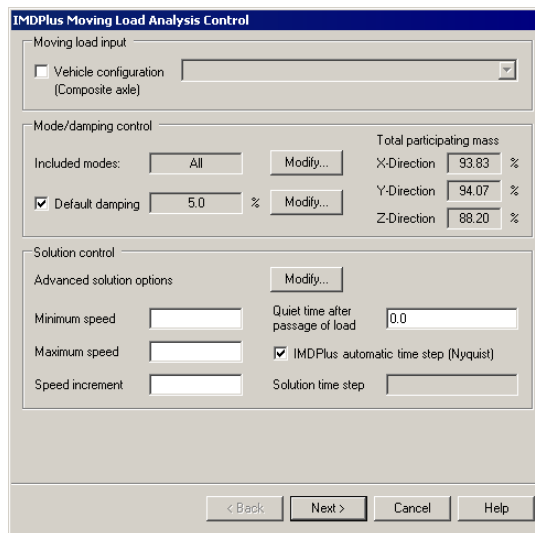 IMDPlus Moving Load Analysis Control
Moving load input
Vehicle configuration
(Composite axle)
Mode/damping control
Total participating mass
Included modes: All Modify... X-Direction 93.83 %
Y-Direction 94.07 %
Default damping 5.0 % Modify...
Z-Direction 88.20 %
Solution control
Advanced solution options Modify...
Minimum speed
Quiet time after
passage of load 0.0
Maximum speed
IMDPlus automatic time step (Nyquist)
Speed increment
Solution time step
< Back Next > Cancel Help